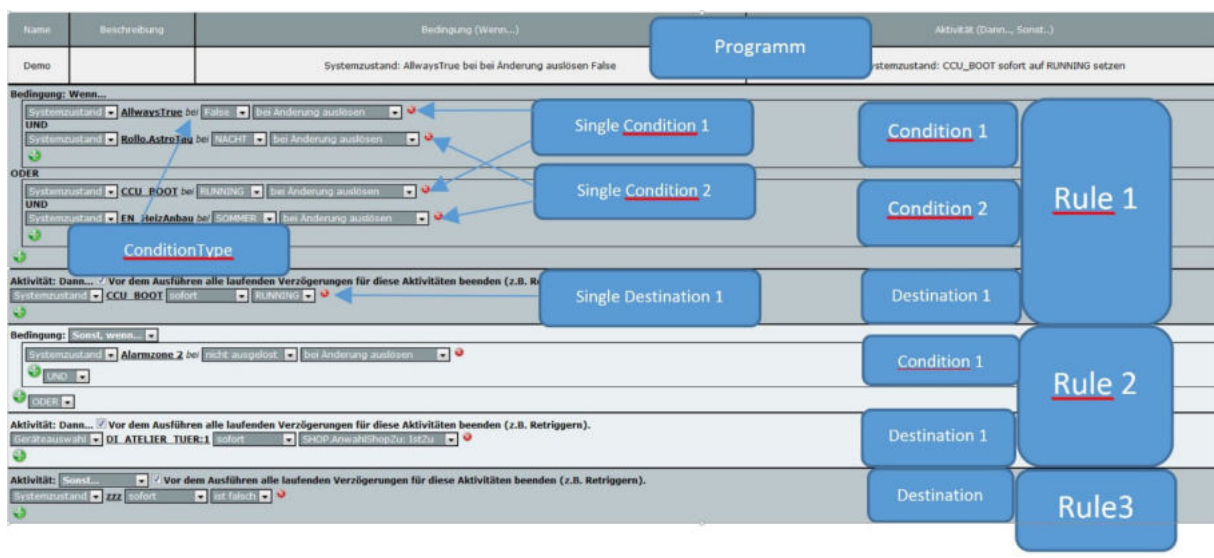 Name Beschreibung Bedingung (Wenn...) Aktivität (Dann.., Sonst..)
Programm
Demo Systemzustand: AllwaysTrue bei bei Änderung auslösen False ystemzustand: CCU_BOOT sofort auf RUNNING setzen
Bedingung: Wenn...
Systemzustand AllwaysTrue bei False bei Änderung auslösen
UND
Systemzustand Rollo.AstroTag bei NACHT bei Änderung auslösen
Single Condition 1
Condition 1
ODER
Systemzustand CCU_BOOT bei RUNNING bei Änderung auslösen
UND
Systemzustand EN_HeizAnbau bei SOMMER bei Änderung auslösen
Single Condition 2
Condition 2
Rule 1
ConditionType
Aktivität: Dann... Vor dem Ausführen alle laufenden Verzögerungen für diese Aktivitäten beenden (z.B. Re
Systemzustand CCU_BOOT sofort RUNNING
Single Destination 1
Destination 1
Bedingung: Sonst, wenn...
Systemzustand Alarmzone 2 bei nicht ausgelöst bei Änderung auslösen
UND
ODER
Condition 1
Rule 2
Aktivität: Dann... Vor dem Ausführen alle laufenden Verzögerungen für diese Aktivitäten beenden (z.B. Retriggern).
Geräteauswahl DI_ATELIER_TUER:1 sofort SHOP.AnwahlShopZu: IstZu
Destination 1
Aktivität: Sonst... Vor dem Ausführen alle laufenden Verzögerungen für diese Aktivitäten beenden (z.B. Retriggern).
Systemzustand zzz sofort ist falsch
Destination
Rule3